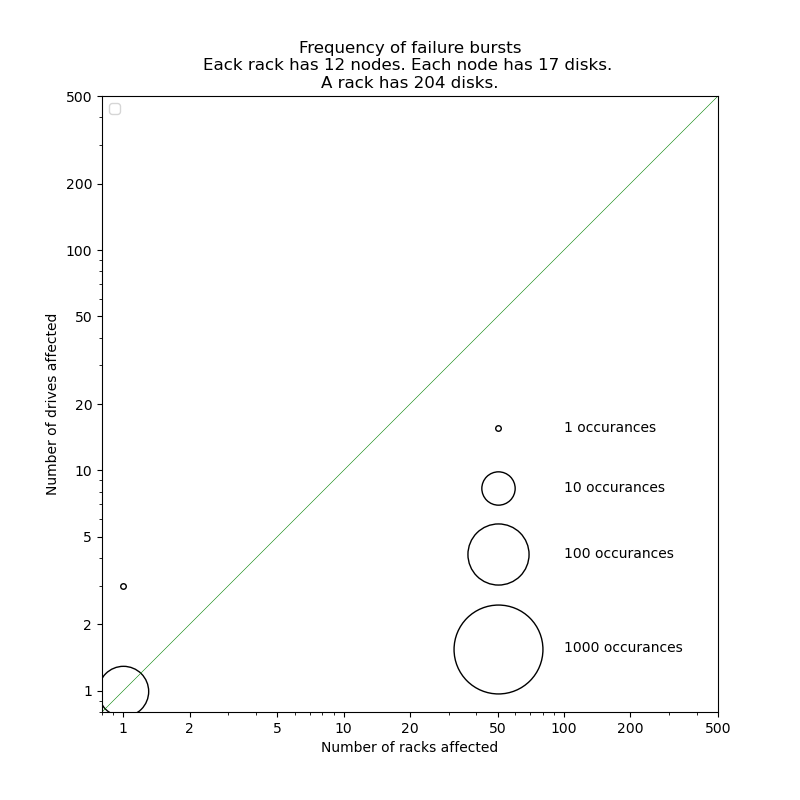 Frequency of failure bursts
Eack rack has 12 nodes. Each node has 17 disks.
A rack has 204 disks.
500
200
100
50
20
10
5
2
1
Number of drives affected
1 occurances
10 occurances
100 occurances
1000 occurances
1 2 5 10 20 50 100 200 500
Number of racks affected